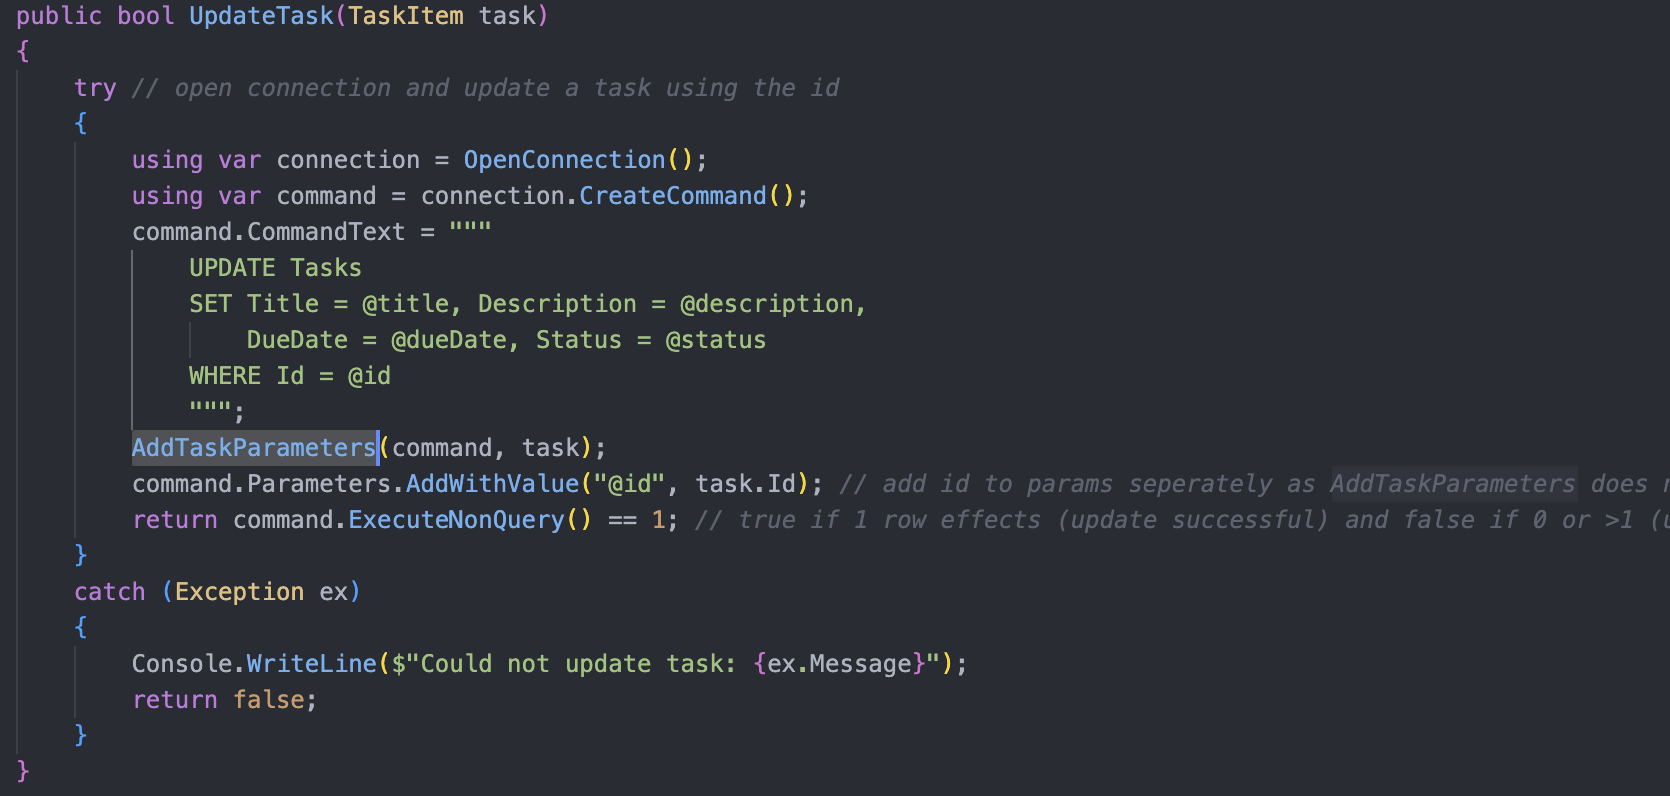 public bool UpdateTask(TaskItem task)
{
    try // open connection and update a task using the id
    {
        using var connection = OpenConnection();
        using var command = connection.CreateCommand();
        command.CommandText = """
            UPDATE Tasks
            SET Title = @title, Description = @description,
                DueDate = @dueDate, Status = @status
            WHERE Id = @id
            """;
        AddTaskParameters(command, task);
        command.Parameters.AddWithValue("@id", task.Id); // add id to params seperately as AddTaskParameters does
        return command.ExecuteNonQuery() == 1; // true if 1 row effects (update successful) and false if 0 or >1 (
    }
    catch (Exception ex)
    {
        Console.WriteLine($"Could not update task: {ex.Message}");
        return false;
    }
}